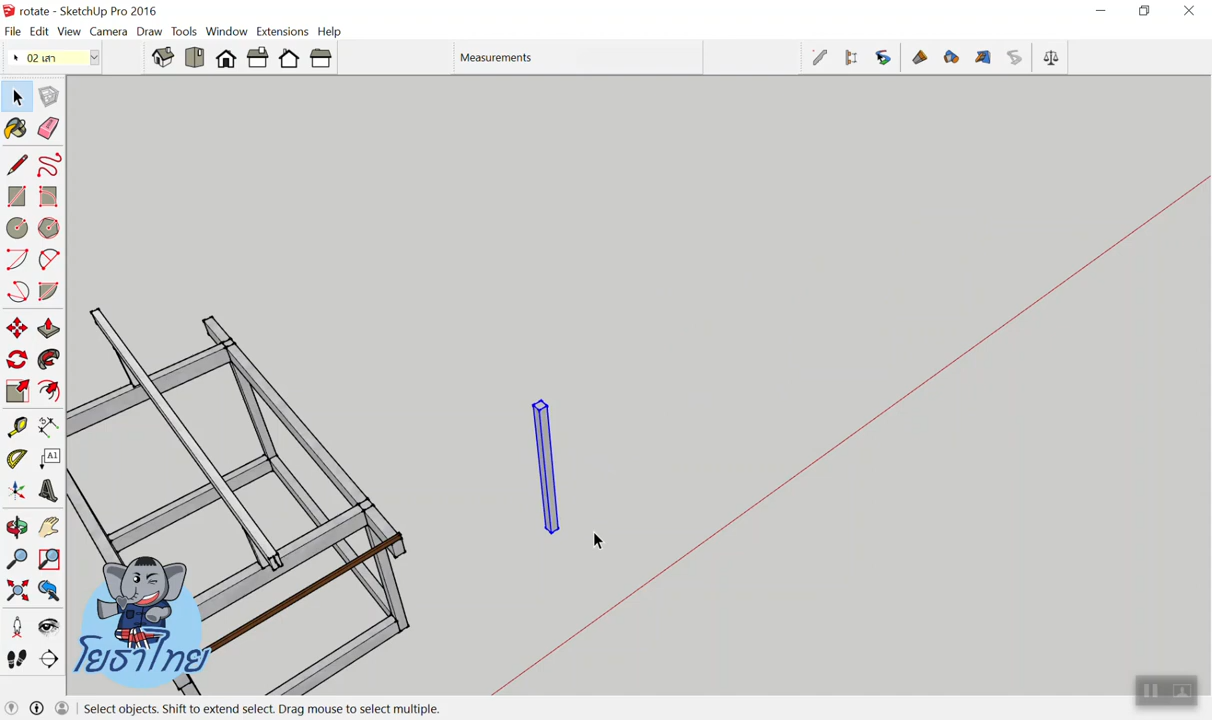 rotate - SketchUp Pro 2016
File Edit View Camera Draw Tools Window Extensions Help
02 เสา
Measurements
A1
โยธาไทย
Select objects. Shift to extend select. Drag mouse to select multiple.